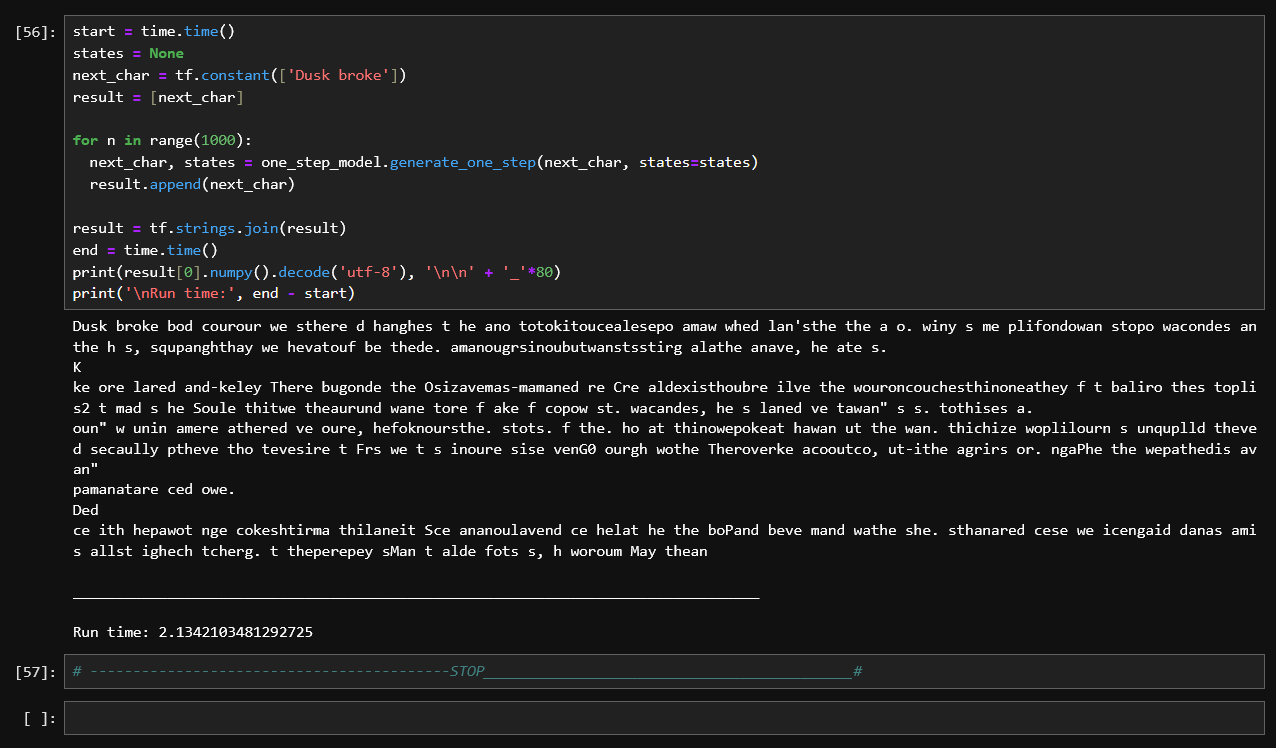 [56]:
start = time.time()
states = None
next_char = tf.constant(['Dusk broke'])
result = [next_char]
for n in range(1000):
  next_char, states = one_step_model.generate_one_step(next_char, states=states)
  result.append(next_char)
result = tf.strings.join(result)
end = time.time()
print(result[0].numpy().decode('utf-8'), '\n\n' + '_'*80)
print('\nRun time:', end - start)
Dusk broke bod courour we sthere d hanghes t he ano totokitoucealesepo amaw whed lan'sthe the a o. winy s me plifondowan stopo wacondes an
the h s, squpanghthay we hevatouf be thede. amanougrsinoubutwanstsstirg alathe anave, he ate s.
K
ke ore lared and-keley There bugonde the Osizavemas-mamaned re Cre aldexisthoubre ilve the wouroncouchesthinoneathey f t baliro thes topli
s2 t mad s he Soule thitwe theaurund wane tore f ake f copow st. wacandes, he s laned ve tawan" s s. tothises a.
oun" w unin amere athered ve oure, hefoknoursthe. stots. f the. ho at thinowepokeat hawan ut the wan. thichize woplilourn s unquplld theve
d secaully ptheve tho tevesire t Frs we t s inoure sise venG0 ourgh wothe Theroverke acooutco, ut-ithe agrirs or. ngaPhe the wepathedis av
an"
pamanatare ced owe.
Ded
ce ith hepawot nge cokeshtirma thilaneit Sce ananoulavend ce helat he the boPand beve mand wathe she. sthanared cese we icengaid danas ami
s allst ighech tcherg. t theperepey sMan t alde fots s, h woroum May thean
________________________________________________________________________________
Run time: 2.1342103481292725
[57]:
# ------------------------------------------STOP___________________________________________#
[ ]: